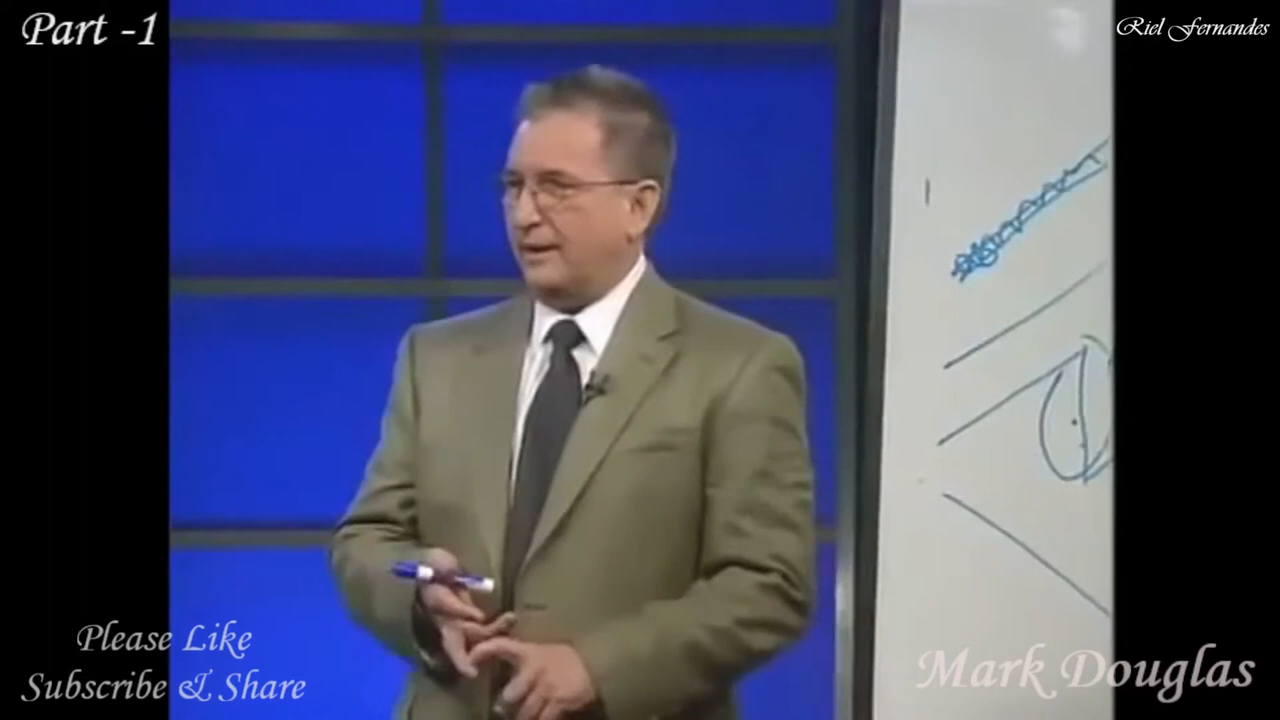 Part -1
Riel Fernandes
Please Like
Subscribe & Share
Mark Douglas